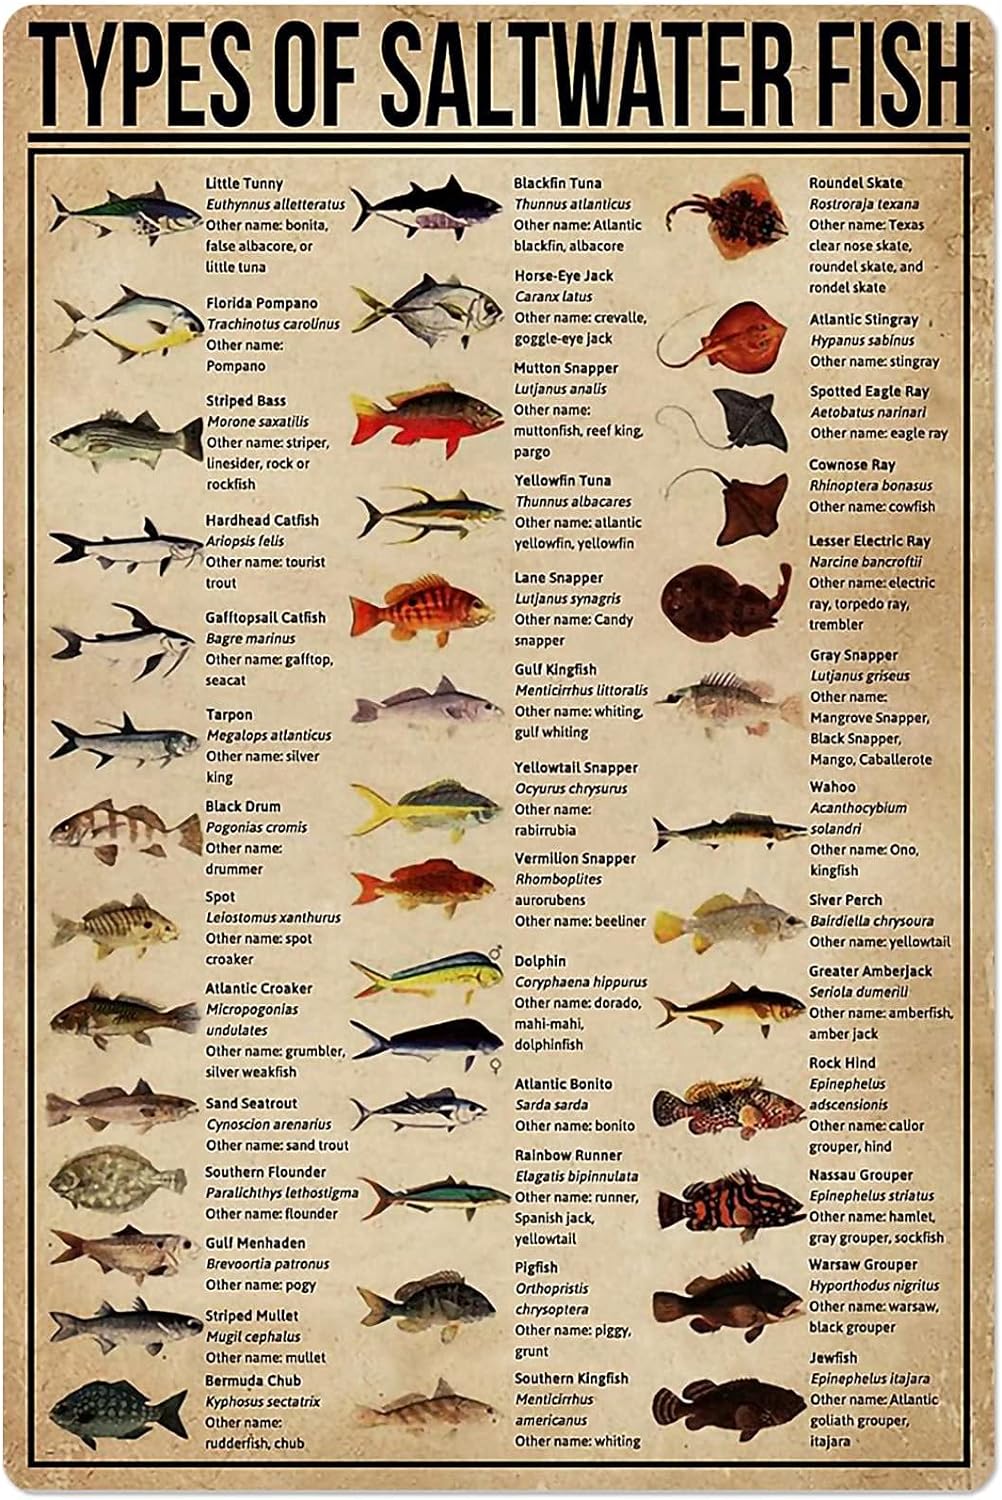 TYPES OF SALTWATER FISH
Little Tunny
Euthynnus alletteratus
Other name: bonita,
false albacore, or
little tuna
Florida Pompano
Trachinotus carolinus
Other name:
Pompano
Striped Bass
Morone saxatilis
Other name: striper,
linesider, rock or
rockfish
Hardhead Catfish
Ariopsis felis
Other name: tourist
trout
Gafftopsail Catfish
Bagre marinus
Other name: gafftop,
seacat
Tarpon
Megalops atlanticus
Other name: silver
king
Black Drum
Pogonias cromis
Other name:
drummer
Spot
Leiostomus xanthurus
Other name: spot
croaker
Atlantic Croaker
Micropogonias
undulates
Other name: grumbler,
silver weakfish
Sand Seatrout
Cynoscion arenarius
Other name: sand trout
Southern Flounder
Paralichthys lethostigma
Other name: flounder
Gulf Menhaden
Brevoortia patronus
Other name: pogy
Striped Mullet
Mugil cephalus
Other name: mullet
Bermuda Chub
Kyphosus sectatrix
Other name:
rudderfish, chub
Blackfin Tuna
Thunnus atlanticus
Other name: Atlantic
blackfin, albacore
Horse-Eye Jack
Caranx latus
Other name: crevalle,
goggle-eye jack
Mutton Snapper
Lutjanus analis
Other name:
muttonfish, reef king,
pargo
Yellowfin Tuna
Thunnus albacares
Other name: atlantic
yellowfin, yellowfin
Lane Snapper
Lutjanus synagris
Other name: Candy
snapper
Gulf Kingfish
Menticirrhus littoralis
Other name: whiting,
gulf whiting
Yellowtail Snapper
Ocyurus chrysurus
Other name:
rabirrubia
Vermilion Snapper
Rhomboplites
aurorubens
Other name: beeliner
♂
Dolphin
Coryphaena hippurus
Other name: dorado,
mahi-mahi,
dolphinfish
♀
Atlantic Bonito
Sarda sarda
Other name: bonito
Rainbow Runner
Elagatis bipinnulata
Other name: runner,
Spanish jack,
yellowtail
Pigfish
Orthopristis
chrysoptera
Other name: piggy,
grunt
Southern Kingfish
Menticirrhus
americanus
Other name: whiting
Roundel Skate
Rostroraja texana
Other name: Texas
clear nose skate,
roundel skate, and
rondel skate
Atlantic Stingray
Hypanus sabinus
Other name: stingray
Spotted Eagle Ray
Aetobatus narinari
Other name: eagle ray
Cownose Ray
Rhinoptera bonasus
Other name: cowfish
Lesser Electric Ray
Narcine bancroftii
Other name: electric
ray, torpedo ray,
trembler
Gray Snapper
Lutjanus griseus
Other name:
Mangrove Snapper,
Black Snapper,
Mango, Caballerote
Wahoo
Acanthocybium
solandri
Other name: Ono,
kingfish
Siver Perch
Bairdiella chrysoura
Other name: yellowtail
Greater Amberjack
Seriola dumerili
Other name: amberfish,
amber jack
Rock Hind
Epinephelus
adscensionis
Other name: calior
grouper, hind
Nassau Grouper
Epinephelus striatus
Other name: hamlet,
gray grouper, sockfish
Warsaw Grouper
Hyporthodus nigritus
Other name: warsaw,
black grouper
Jewfish
Epinephelus itajara
Other name: Atlantic
goliath grouper,
itajara